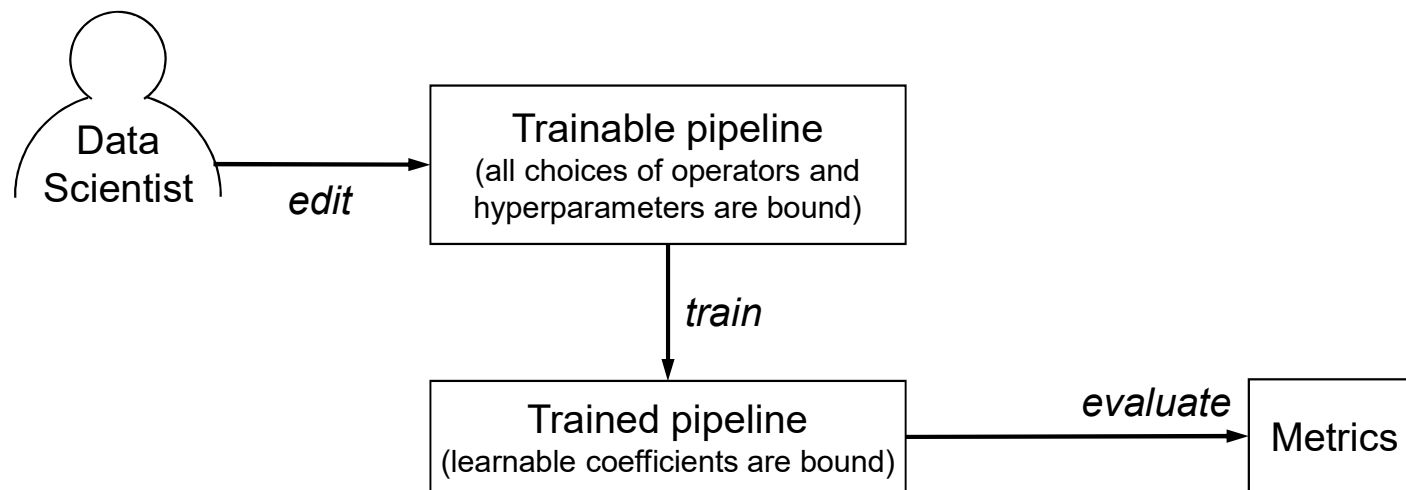 Data
Scientist
edit
Trainable pipeline
(all choices of operators and
hyperparameters are bound)
train
Trained pipeline
(learnable coefficients are bound)
evaluate
Metrics